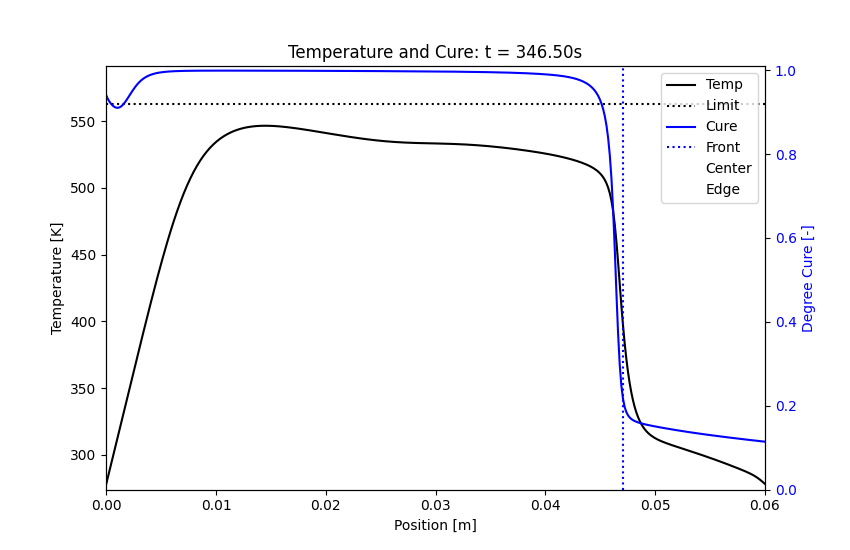 Temperature and Cure: t = 346.50s
Temp
Limit
Cure
Front
Center
Edge
Temperature [K]
550
500
450
400
350
300
1.0
0.8
0.6
0.4
0.2
0.0
Degree Cure [-]
0.00
0.01
0.02
0.03
0.04
0.05
0.06
Position [m]